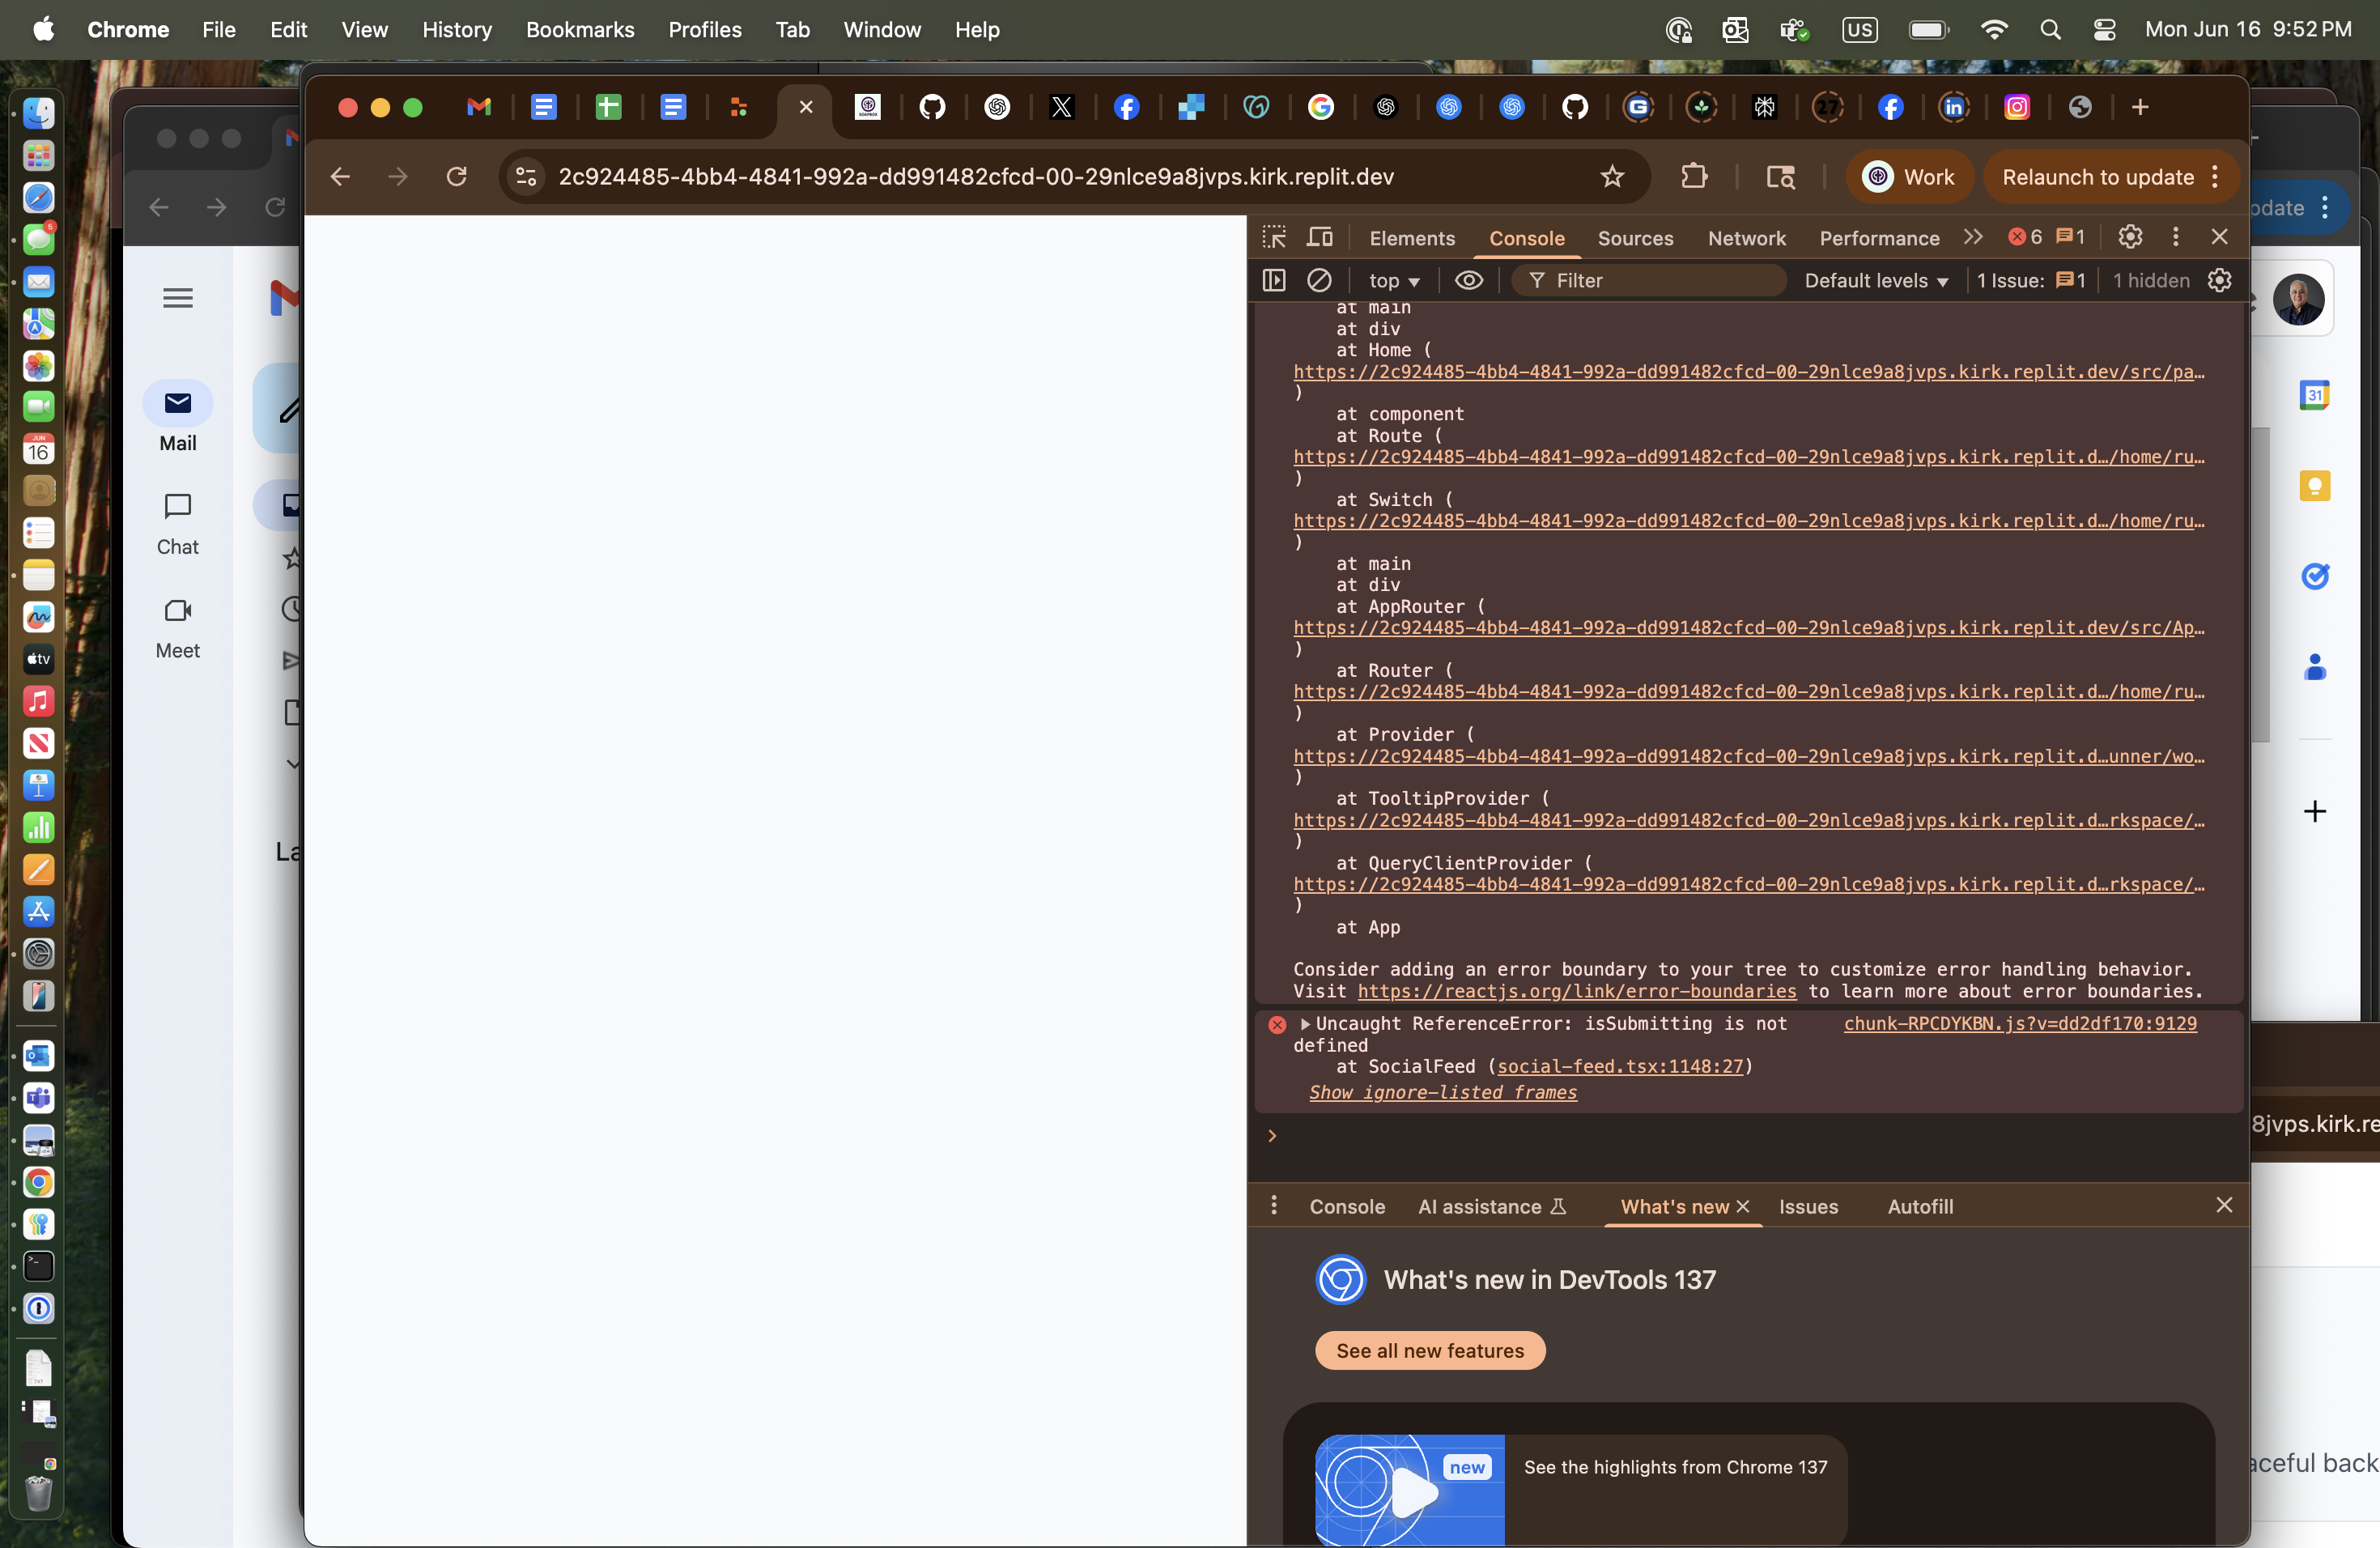 Chrome File Edit View History Bookmarks Profiles Tab Window Help
US
Mon Jun 16 9:52 PM
2c924485-4bb4-4841-992a-dd991482cfcd-00-29nlce9a8jvps.kirk.replit.dev
Work
Relaunch to update
Elements Console Sources Network Performance
6 1
top
Filter
Default levels
1 Issue: 1
1 hidden
at main
at div
at Home (
https://2c924485-4bb4-4841-992a-dd991482cfcd-00-29nlce9a8jvps.kirk.replit.dev/src/pa…
)
at component
at Route (
https://2c924485-4bb4-4841-992a-dd991482cfcd-00-29nlce9a8jvps.kirk.replit.d…/home/ru…
)
at Switch (
https://2c924485-4bb4-4841-992a-dd991482cfcd-00-29nlce9a8jvps.kirk.replit.d…/home/ru…
)
at main
at div
at AppRouter (
https://2c924485-4bb4-4841-992a-dd991482cfcd-00-29nlce9a8jvps.kirk.replit.dev/src/Ap…
)
at Router (
https://2c924485-4bb4-4841-992a-dd991482cfcd-00-29nlce9a8jvps.kirk.replit.d…/home/ru…
)
at Provider (
https://2c924485-4bb4-4841-992a-dd991482cfcd-00-29nlce9a8jvps.kirk.replit.d…unner/wo…
)
at TooltipProvider (
https://2c924485-4bb4-4841-992a-dd991482cfcd-00-29nlce9a8jvps.kirk.replit.d…rkspace/…
)
at QueryClientProvider (
https://2c924485-4bb4-4841-992a-dd991482cfcd-00-29nlce9a8jvps.kirk.replit.d…rkspace/…
)
at App
Consider adding an error boundary to your tree to customize error handling behavior.
Visit https://reactjs.org/link/error-boundaries to learn more about error boundaries.
Uncaught ReferenceError: isSubmitting is not chunk-RPCDYKBN.js?v=dd2df170:9129
defined
at SocialFeed (social-feed.tsx:1148:27)
Show ignore-listed frames
Console AI assistance What's new Issues Autofill
What's new in DevTools 137
See all new features
new
See the highlights from Chrome 137
Mail
Chat
Meet
La
pdate
31
8jvps.kirk.re
aceful back
5
JUN
16
tv
TXT
27